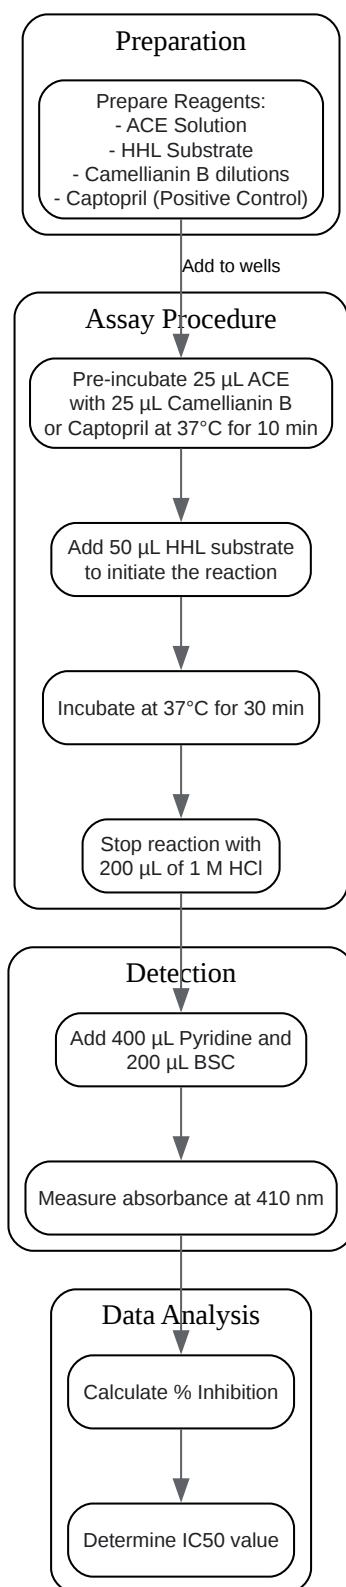 Preparation
Prepare Reagents:
- ACE Solution
- HHL Substrate
- Camellianin B dilutions
- Captopril (Positive Control)
Add to wells
Assay Procedure
Pre-incubate 25 µL ACE
with 25 µL Camellianin B
or Captopril at 37°C for 10 min
Add 50 µL HHL substrate
to initiate the reaction
Incubate at 37°C for 30 min
Stop reaction with
200 µL of 1 M HCl
Detection
Add 400 µL Pyridine and
200 µL BSC
Measure absorbance at 410 nm
Data Analysis
Calculate % Inhibition
Determine IC50 value